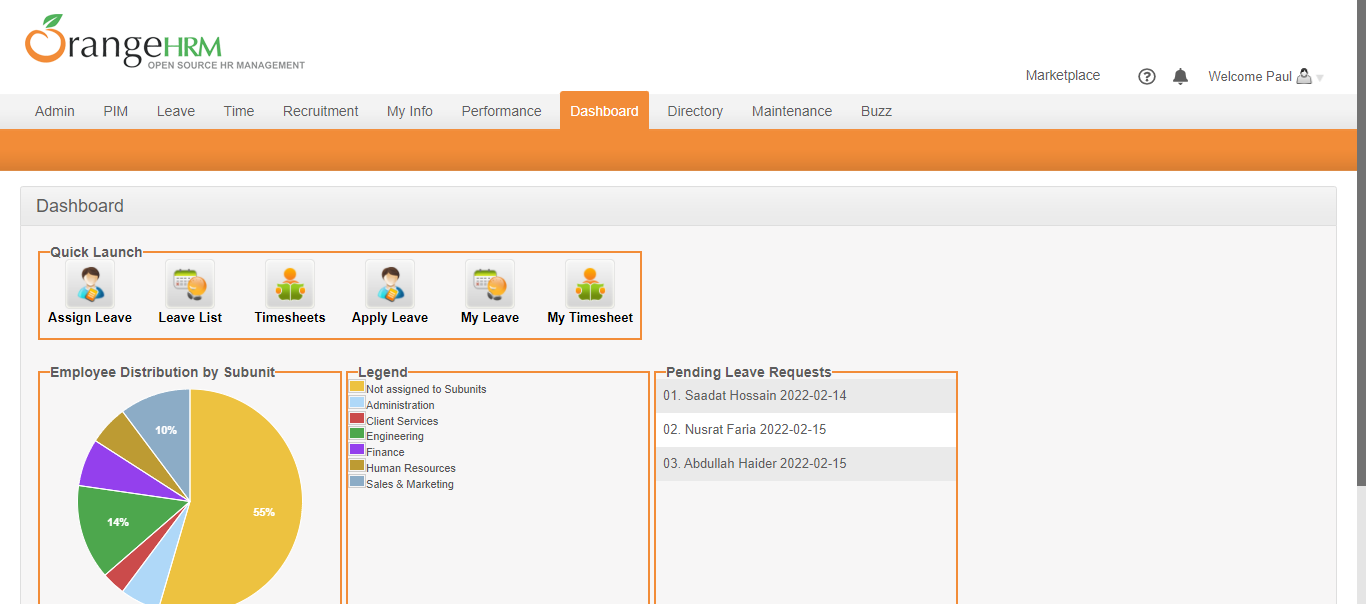 OrangeHRM
OPEN SOURCE HR MANAGEMENT
Marketplace
Welcome Paul
Admin PIM Leave Time Recruitment My Info Performance Dashboard Directory Maintenance Buzz
Dashboard
Quick Launch
Assign Leave Leave List Timesheets Apply Leave My Leave My Timesheet
Employee Distribution by Subunit
10%
55%
14%
Legend
Not assigned to Subunits
Administration
Client Services
Engineering
Finance
Human Resources
Sales & Marketing
Pending Leave Requests
01. Saadat Hossain 2022-02-14
02. Nusrat Faria 2022-02-15
03. Abdullah Haider 2022-02-15